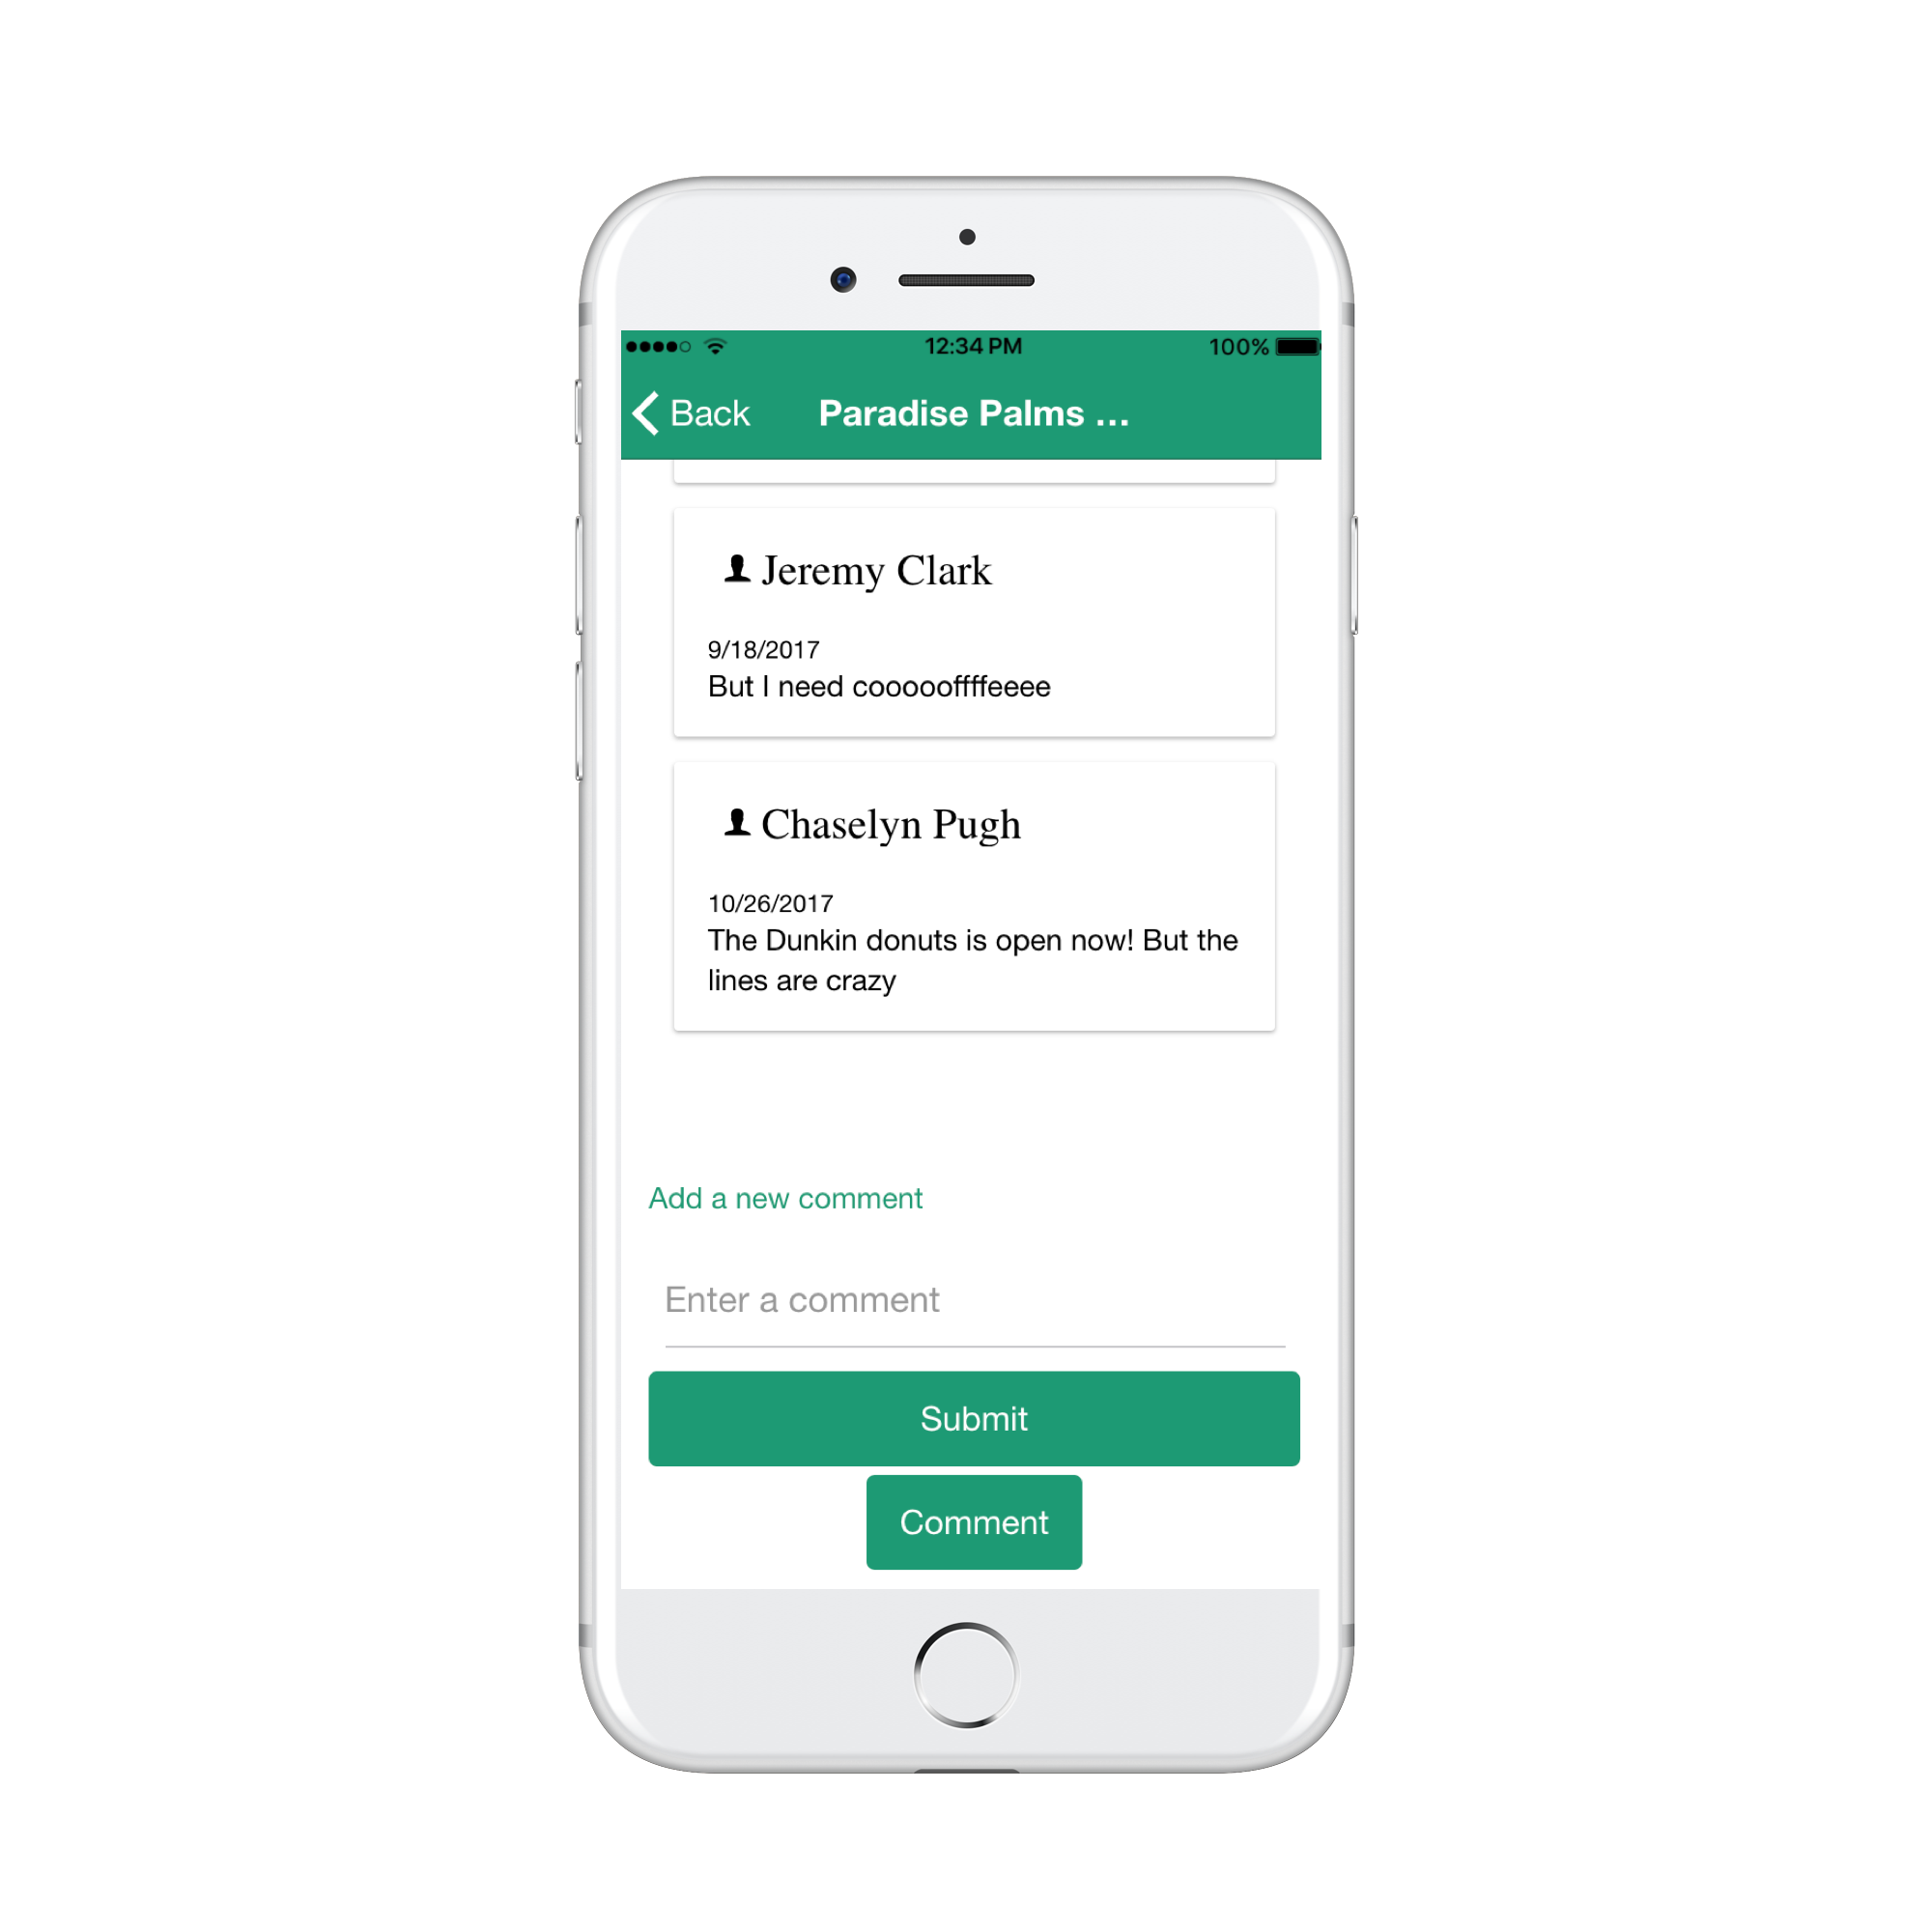 12:34 PM
100%
Back
Paradise Palms ...
Jeremy Clark
9/18/2017
But I need coooooffffeeee
Chaselyn Pugh
10/26/2017
The Dunkin donuts is open now! But the
lines are crazy
Add a new comment
Enter a comment
Submit
Comment